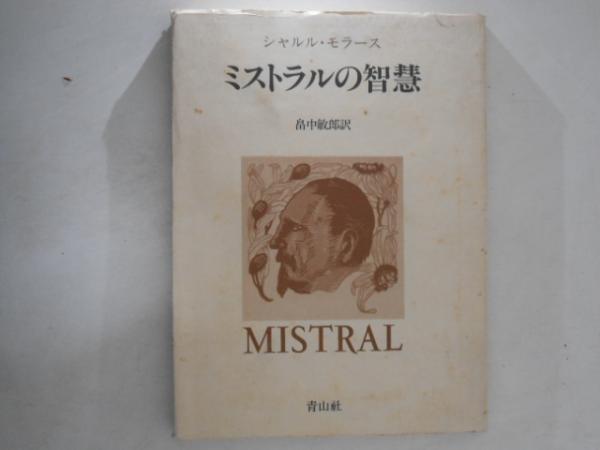 シャルル・モラース
ミストラルの智慧
畠中敏郎訳
MISTRAL
青山社